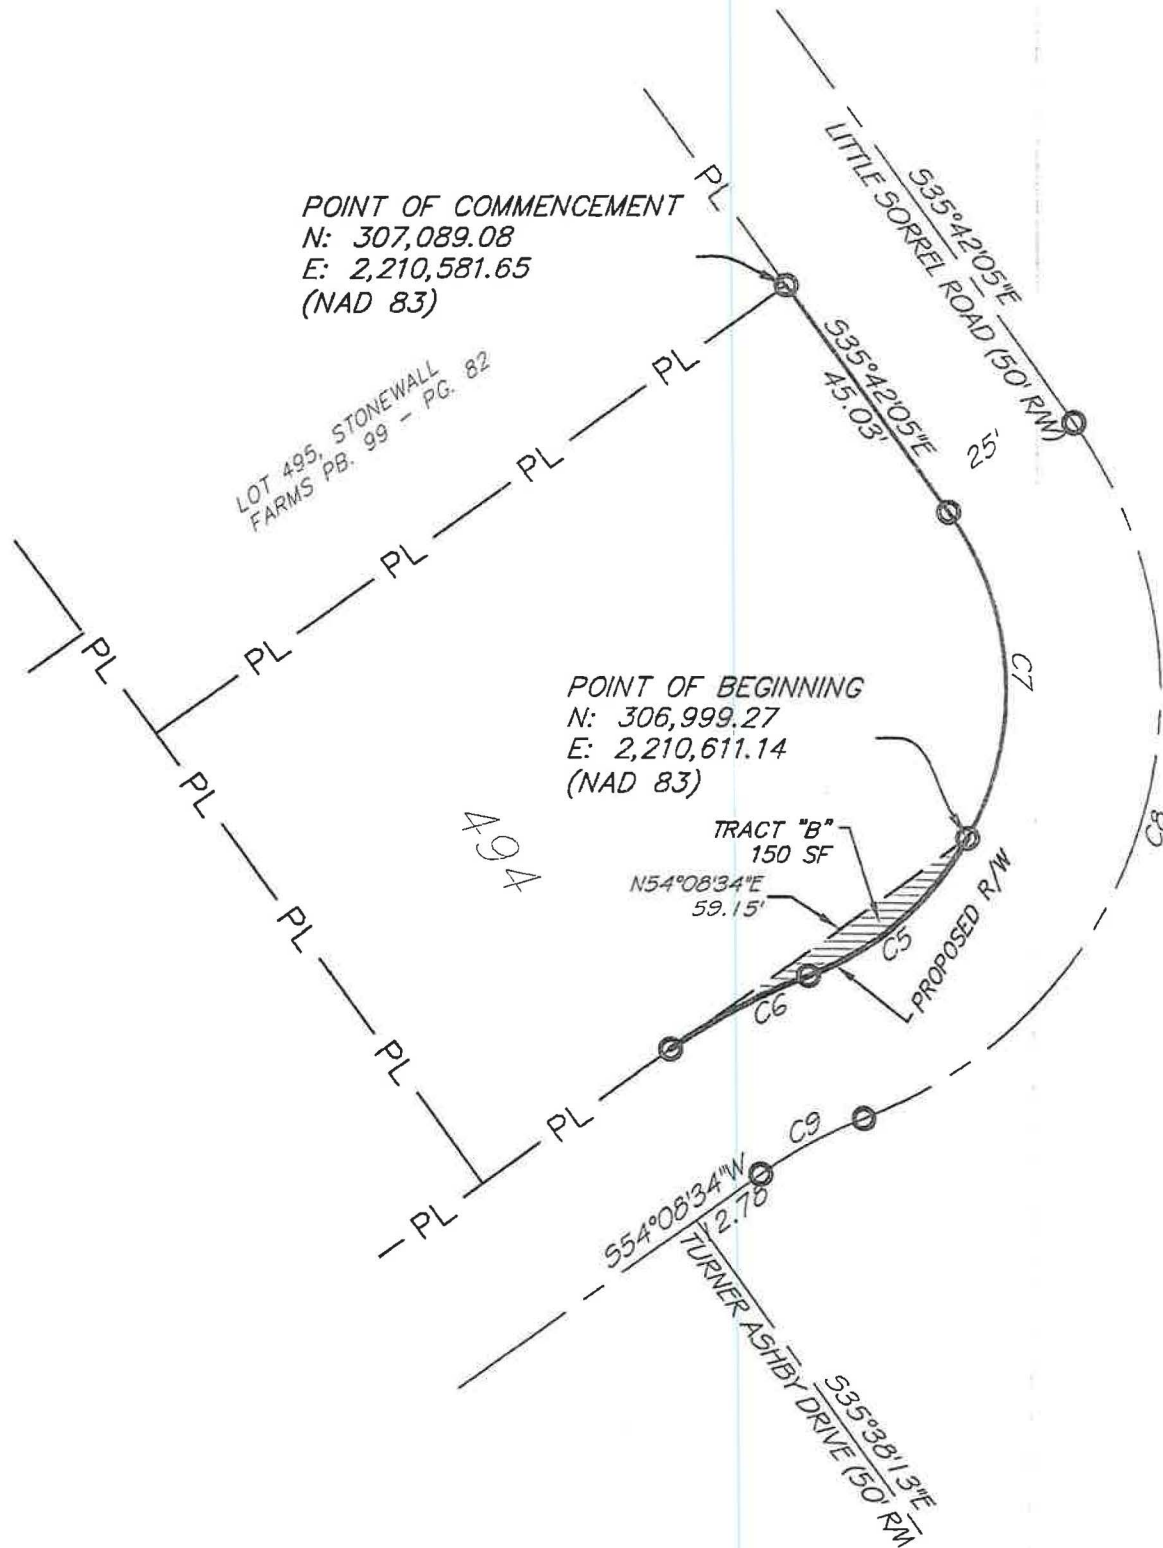 LITTLE SORREL ROAD (50' R/W)
S35°42'05"E
PL
POINT OF COMMENCEMENT
N: 307,089.08
E: 2,210,581.65
(NAD 83)
S35°42'05"E
45.03'
25'
PL
LOT 495, STONEWALL
FARMS PB. 99 - PG. 82
PL
PL
PL
PL
C7
POINT OF BEGINNING
N: 306,999.27
E: 2,210,611.14
(NAD 83)
PL
494
TRACT "B"
150 SF
C8
N54°08'34"E
59.15'
PL
C5
PROPOSED R/W
C6
PL
PL
C9
PL
S54°08'34"W
12.78
TURNER ASHBY DRIVE (50' R/W
S35°38'13"E